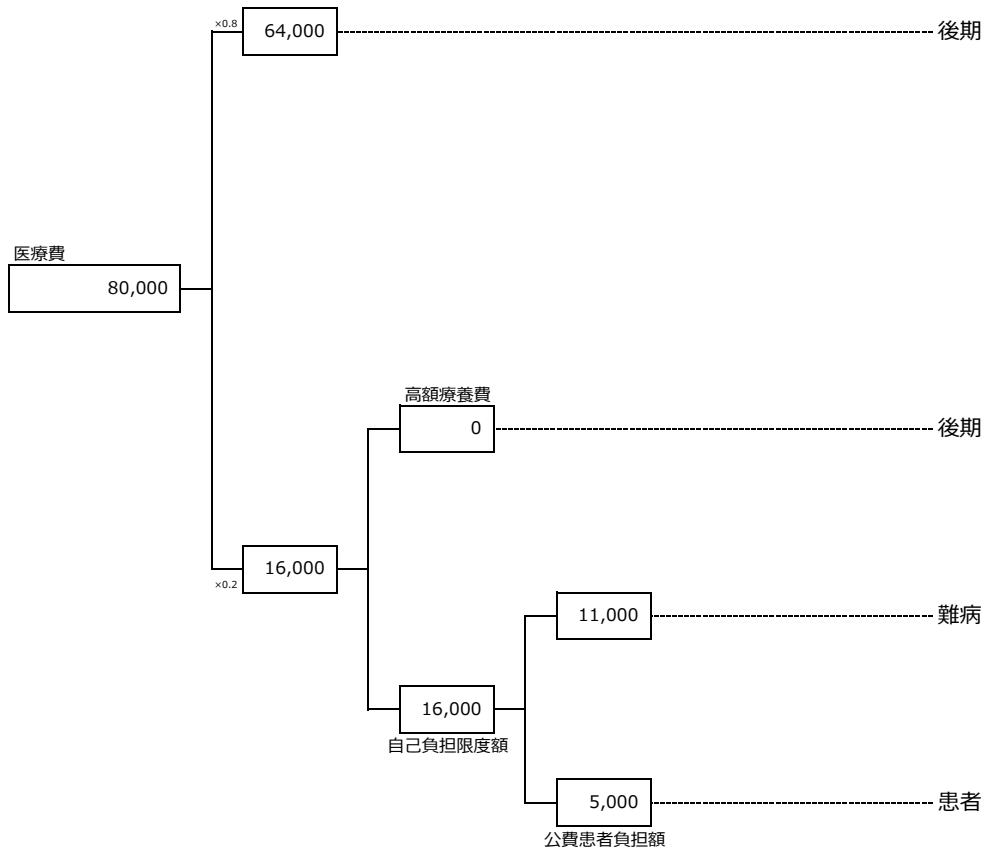 ×0.8
64,000
後期
医療費
80,000
高額療養費
0
後期
×0.2
16,000
11,000
難病
16,000
自己負担限度額
5,000
患者
公費患者負担額